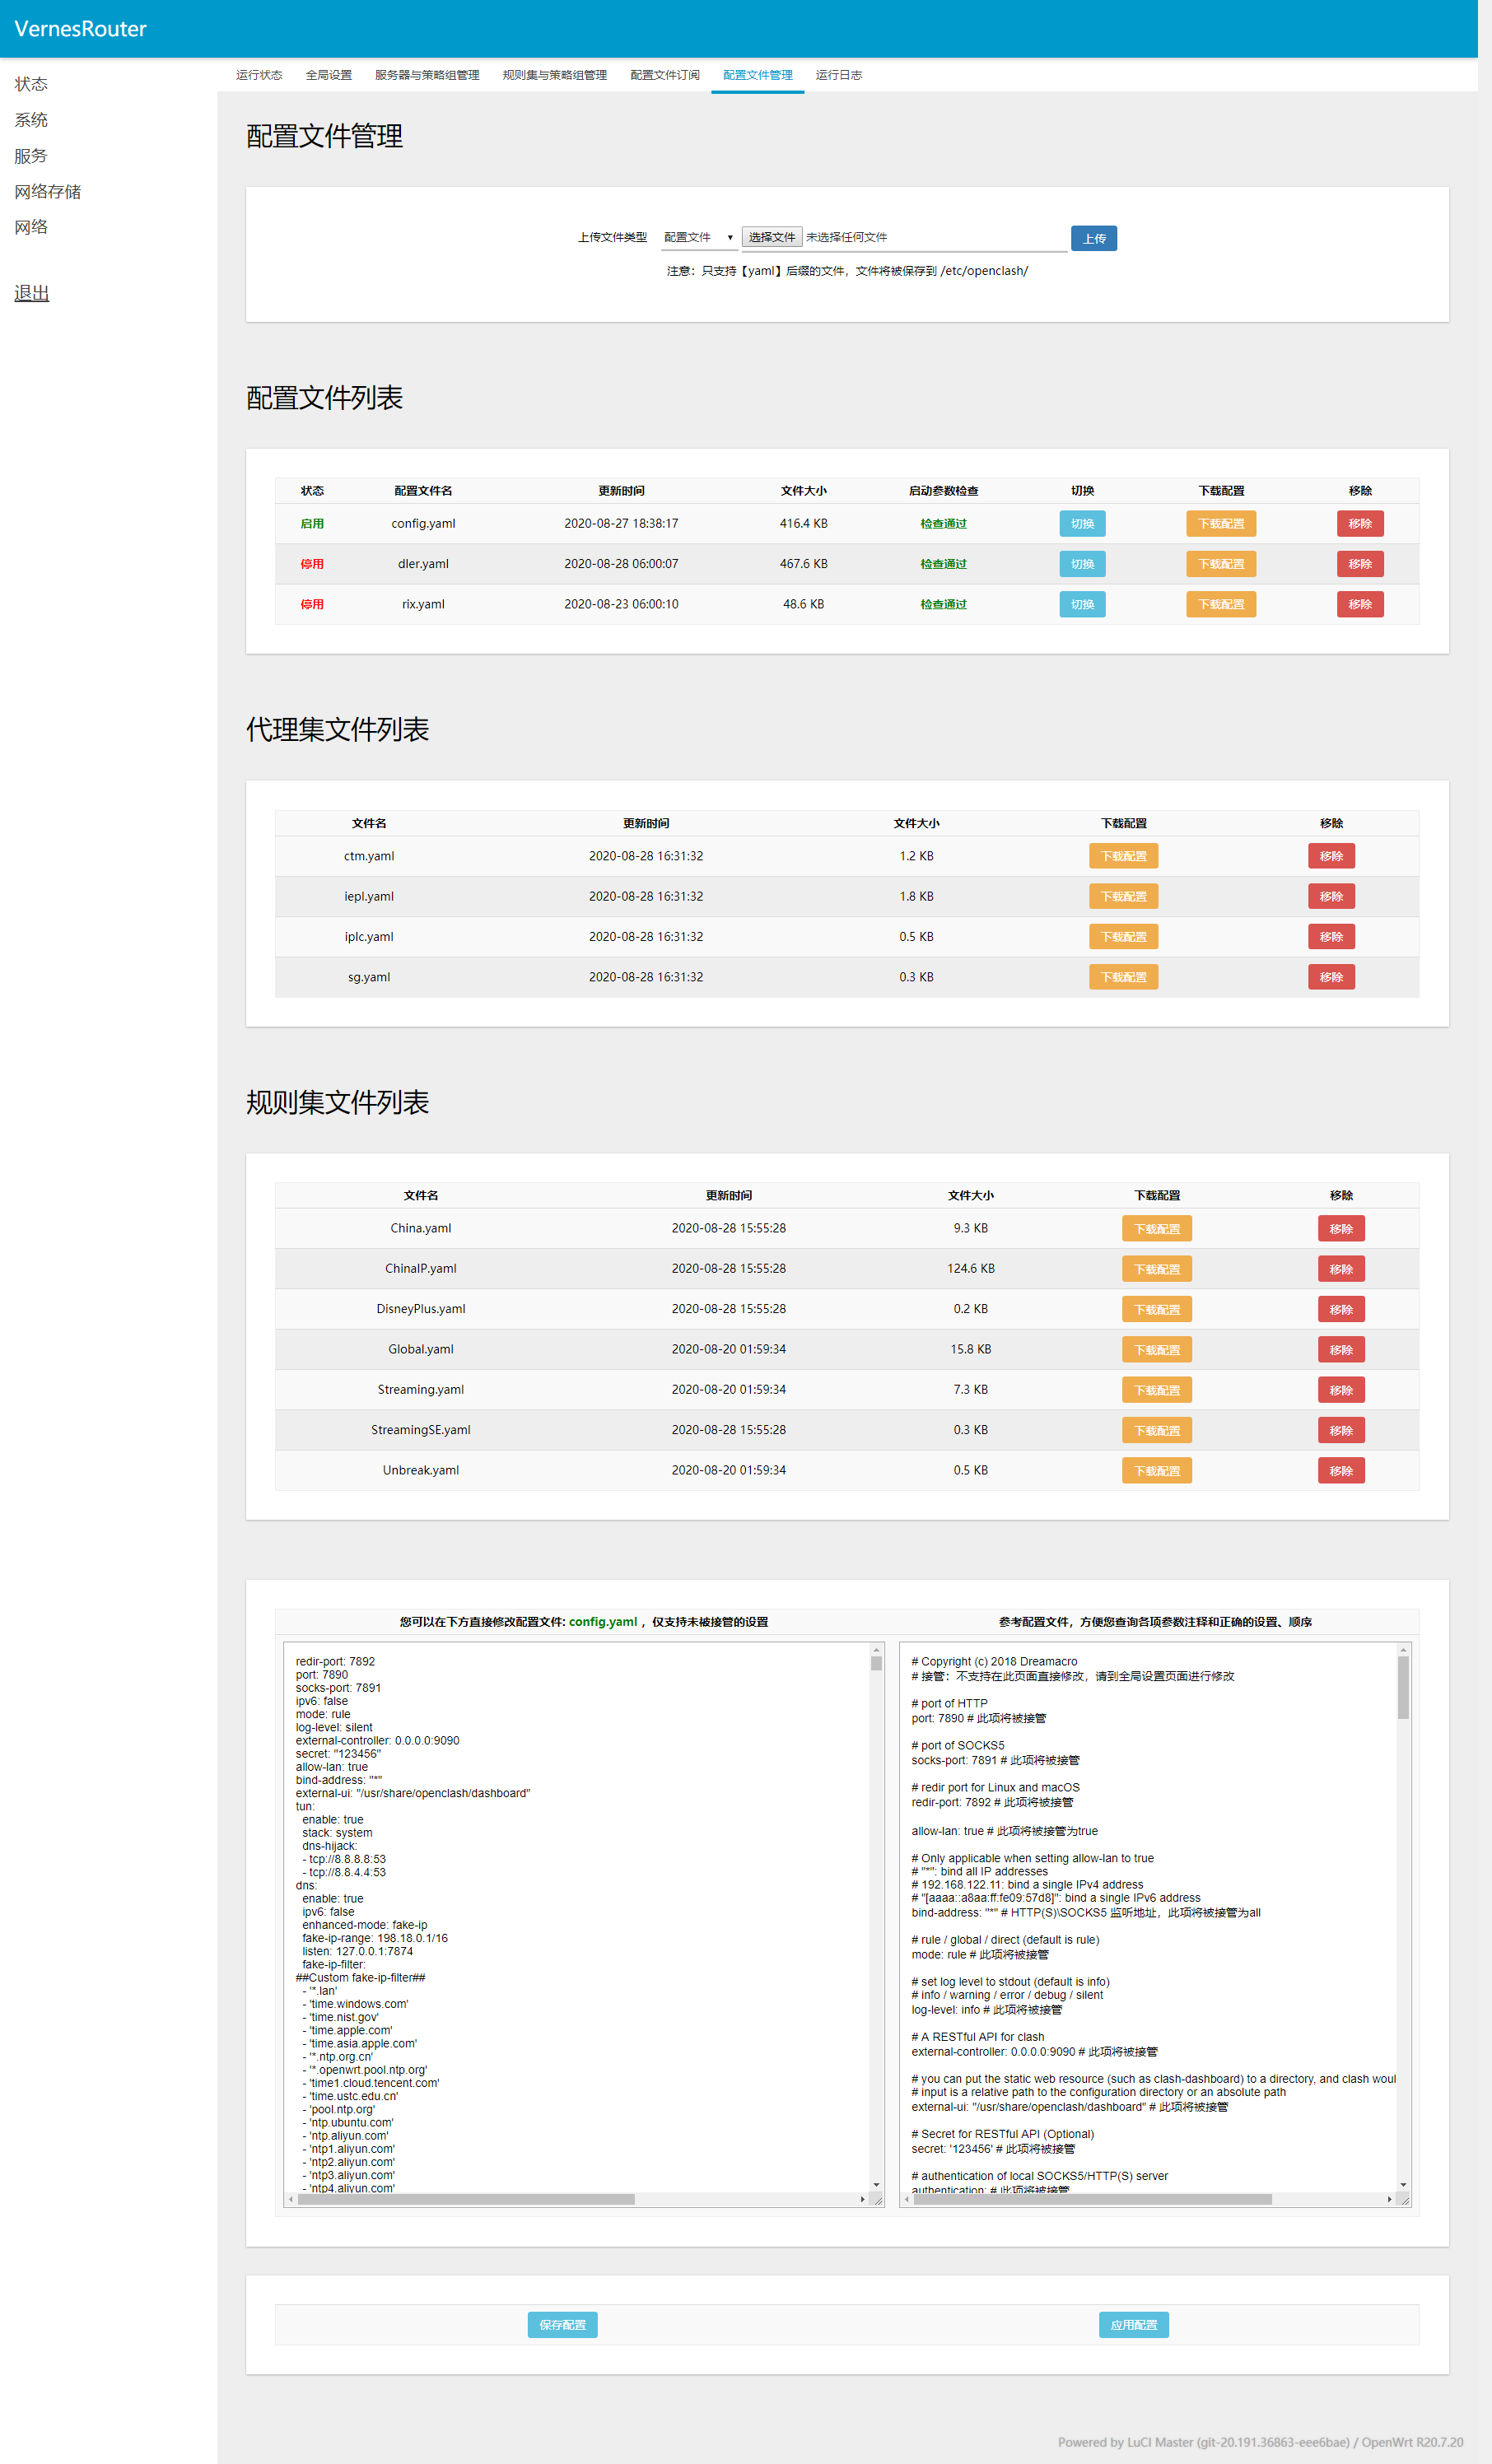 VernesRouter
状态
系统
服务
网络存储
网络
退出
运行状态 全局设置 服务器与策略组管理 规则集与策略组管理 配置文件订阅 配置文件管理 运行日志
配置文件管理
上传文件类型 配置文件 选择文件 未选择任何文件 上传
注意：只支持【yaml】后缀的文件，文件将被保存到 /etc/openclash/
配置文件列表
状态 配置文件名 更新时间 文件大小 启动参数检查 切换 下载配置 移除
启用 config.yaml 2020-08-27 18:38:17 416.4 KB 检查通过 切换 下载配置 移除
停用 dler.yaml 2020-08-28 06:00:07 467.6 KB 检查通过 切换 下载配置 移除
停用 rix.yaml 2020-08-23 06:00:10 48.6 KB 检查通过 切换 下载配置 移除
代理集文件列表
文件名 更新时间 文件大小 下载配置 移除
ctm.yaml 2020-08-28 16:31:32 1.2 KB 下载配置 移除
iepl.yaml 2020-08-28 16:31:32 1.8 KB 下载配置 移除
iplc.yaml 2020-08-28 16:31:32 0.5 KB 下载配置 移除
sg.yaml 2020-08-28 16:31:32 0.3 KB 下载配置 移除
规则集文件列表
文件名 更新时间 文件大小 下载配置 移除
China.yaml 2020-08-28 15:55:28 9.3 KB 下载配置 移除
ChinaIP.yaml 2020-08-28 15:55:28 124.6 KB 下载配置 移除
DisneyPlus.yaml 2020-08-28 15:55:28 0.2 KB 下载配置 移除
Global.yaml 2020-08-20 01:59:34 15.8 KB 下载配置 移除
Streaming.yaml 2020-08-20 01:59:34 7.3 KB 下载配置 移除
StreamingSE.yaml 2020-08-28 15:55:28 0.3 KB 下载配置 移除
Unbreak.yaml 2020-08-20 01:59:34 0.5 KB 下载配置 移除
您可以在下方直接修改配置文件: config.yaml ，仅支持未被接管的设置
redir-port: 7892
port: 7890
socks-port: 7891
ipv6: false
mode: rule
log-level: silent
external-controller: 0.0.0.0:9090
secret: "123456"
allow-lan: true
bind-address: "*"
external-ui: "/usr/share/openclash/dashboard"
tun:
enable: true
stack: system
dns-hijack:
- tcp://8.8.8.8:53
- tcp://8.8.4.4:53
dns:
enable: true
ipv6: false
enhanced-mode: fake-ip
fake-ip-range: 198.18.0.1/16
listen: 127.0.0.1:7874
fake-ip-filter:
##Custom fake-ip-filter##
- '*.lan'
- 'time.windows.com'
- 'time.nist.gov'
- 'time.apple.com'
- 'time.asia.apple.com'
- '*.ntp.org.cn'
- '*.openwrt.pool.ntp.org'
- 'time1.cloud.tencent.com'
- 'time.ustc.edu.cn'
- 'pool.ntp.org'
- 'ntp.ubuntu.com'
- 'ntp.aliyun.com'
- 'ntp1.aliyun.com'
- 'ntp2.aliyun.com'
- 'ntp3.aliyun.com'
- 'ntp4.aliyun.com'
参考配置文件，方便您查询各项参数注释和正确的设置、顺序
# Copyright (c) 2018 Dreamacro
# 接管：不支持在此页面直接修改，请到全局设置页面进行修改
# port of HTTP
port: 7890 # 此项将被接管
# port of SOCKS5
socks-port: 7891 # 此项将被接管
# redir port for Linux and macOS
redir-port: 7892 # 此项将被接管
allow-lan: true # 此项将被接管为true
# Only applicable when setting allow-lan to true
# "*": bind all IP addresses
# 192.168.122.11: bind a single IPv4 address
# "[aaaa::a8aa:ff:fe09:57d8]": bind a single IPv6 address
bind-address: "*" # HTTP(S)\SOCKS5 监听地址，此项将被接管为all
# rule / global / direct (default is rule)
mode: rule # 此项将被接管
# set log level to stdout (default is info)
# info / warning / error / debug / silent
log-level: info # 此项将被接管
# A RESTful API for clash
external-controller: 0.0.0.0:9090 # 此项将被接管
# you can put the static web resource (such as clash-dashboard) to a directory, and clash woul
# input is a relative path to the configuration directory or an absolute path
external-ui: "/usr/share/openclash/dashboard" # 此项将被接管
# Secret for RESTful API (Optional)
secret: '123456' # 此项将被接管
# authentication of local SOCKS5/HTTP(S) server
authentication: # 此项将被接管
保存配置 应用配置
Powered by LuCI Master (git-20.191.36863-eee6bae) / OpenWrt R20.7.20